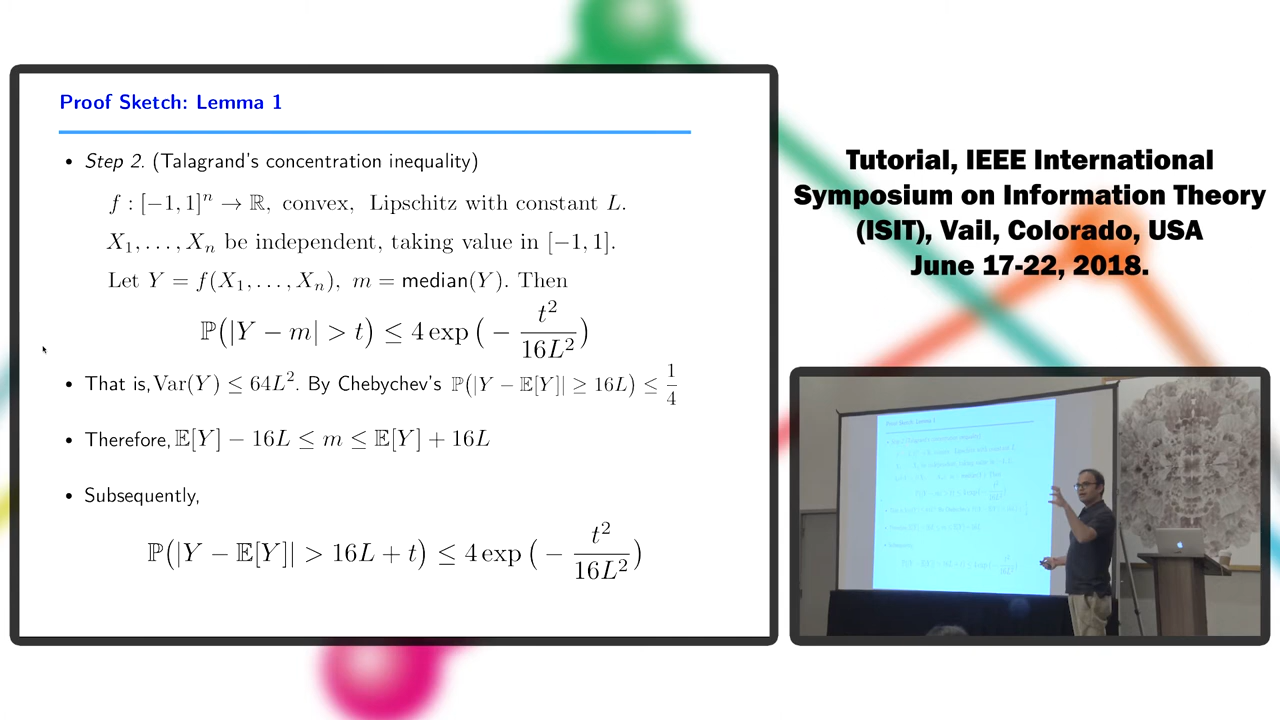 Proof Sketch: Lemma 1
• Step 2. (Talagrand's concentration inequality)
f : [−1, 1]^n → ℝ, convex, Lipschitz with constant L.
X_1, . . . , X_n be independent, taking value in [−1, 1].
Let Y = f(X_1, . . . , X_n), m = median(Y). Then
ℙ(|Y − m| > t) ≤ 4 exp ( − t^2 / 16L^2 )
• That is, Var(Y) ≤ 64L^2. By Chebychev's ℙ(|Y − 𝔼[Y]| ≥ 16L) ≤ 1/4
• Therefore, 𝔼[Y] − 16L ≤ m ≤ 𝔼[Y] + 16L
• Subsequently,
ℙ(|Y − 𝔼[Y]| > 16L + t) ≤ 4 exp ( − t^2 / 16L^2 )
Tutorial, IEEE International
Symposium on Information Theory
(ISIT), Vail, Colorado, USA
June 17-22, 2018.